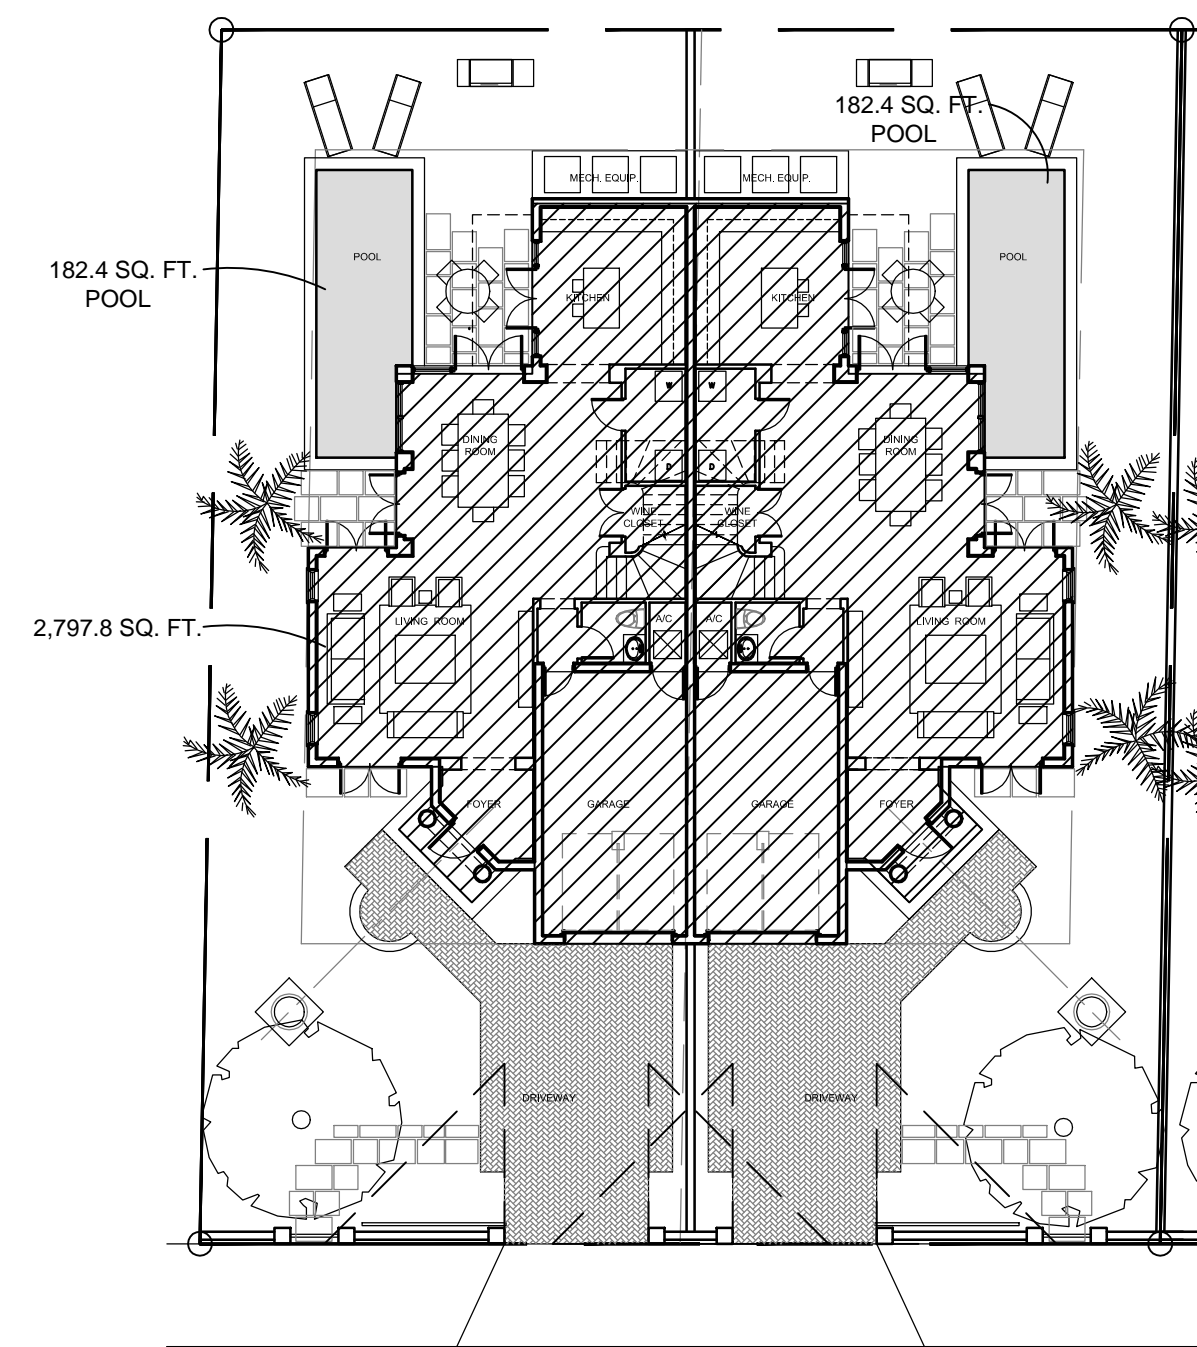 182.4 SQ. FT.
POOL
MECH. EQUIP.
MECH. EQUIP.
POOL
POOL
182.4 SQ. FT.
POOL
KITCHEN
KITCHEN
W
W
DINING
ROOM
DINING
ROOM
D
D
WINE
CLOSET
WINE
CLOSET
2,797.8 SQ. FT.
LIVING ROOM
A/C
A/C
LIVING ROOM
FOYER
GARAGE
GARAGE
FOYER
DRIVEWAY
DRIVEWAY